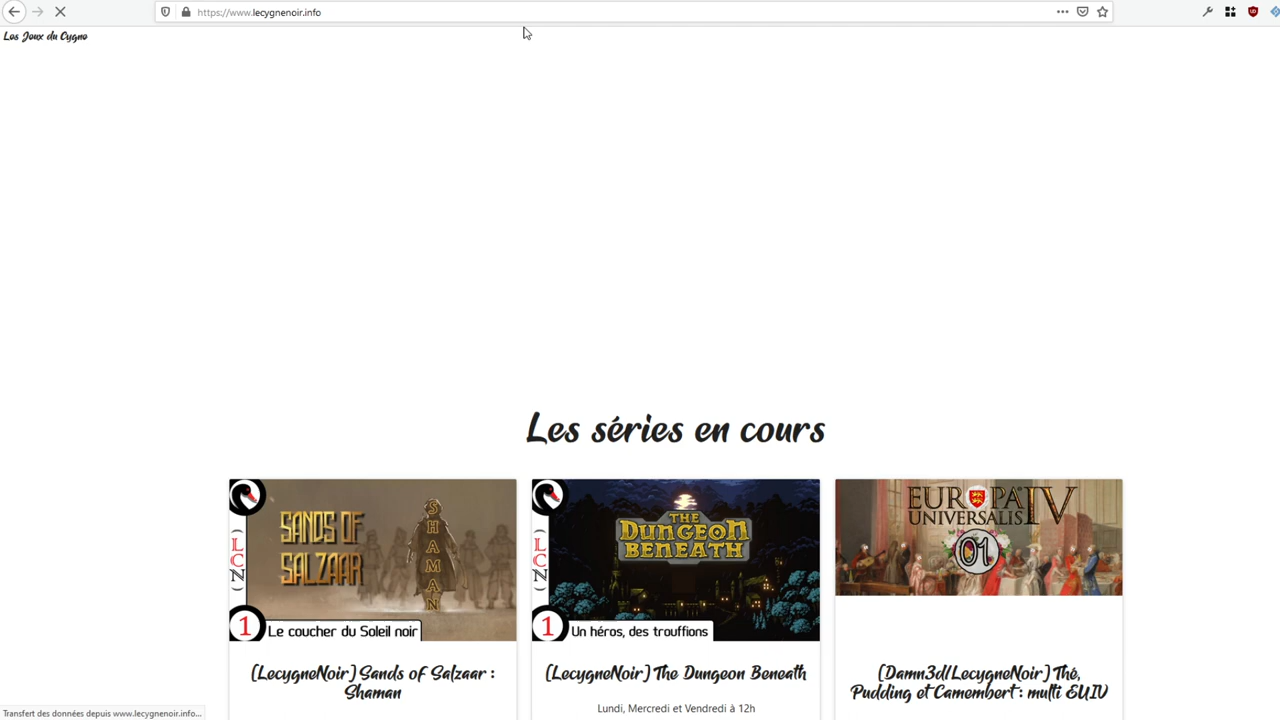 https://www.lecygnenoir.info
Les Jeux du Cygne
Les séries en cours
SANDS OF
SALZAAR
SHAMAN
(LCN)
1 Le coucher du Soleil noir
THE
DUNGEON
BENEATH
(LCN)
1 Un héros, des trouffions
EUROPA
UNIVERSALIS IV
01
[LecygneNoir] Sands of Salzaar :
Shaman
[LecygneNoir] The Dungeon Beneath
Lundi, Mercredi et Vendredi à 12h
[Damn3d/LecygneNoir] Thé,
Pudding et Camembert : multi EUIV
Transfert des données depuis www.lecygnenoir.info...